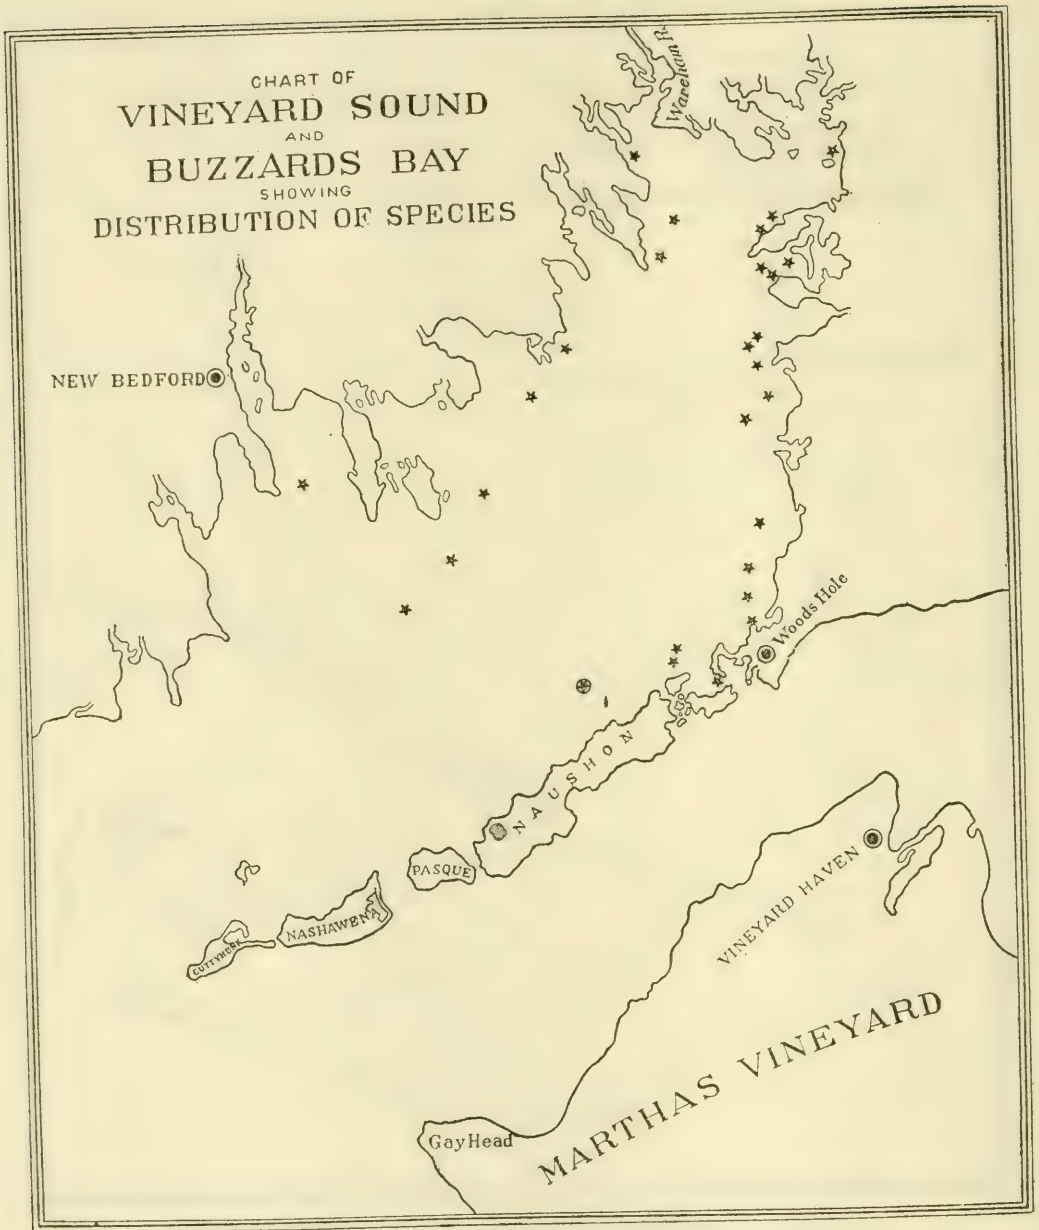 CHART OF
VINEYARD SOUND
AND
BUZZARDS BAY
SHOWING
DISTRIBUTION OF SPECIES
Wareham R.
NEW BEDFORD
Woods Hole
NAUSHON
PASQUE
NASHAWENA
CUTTYHUNK
VINEYARD HAVEN
MARTHAS VINEYARD
Gay Head